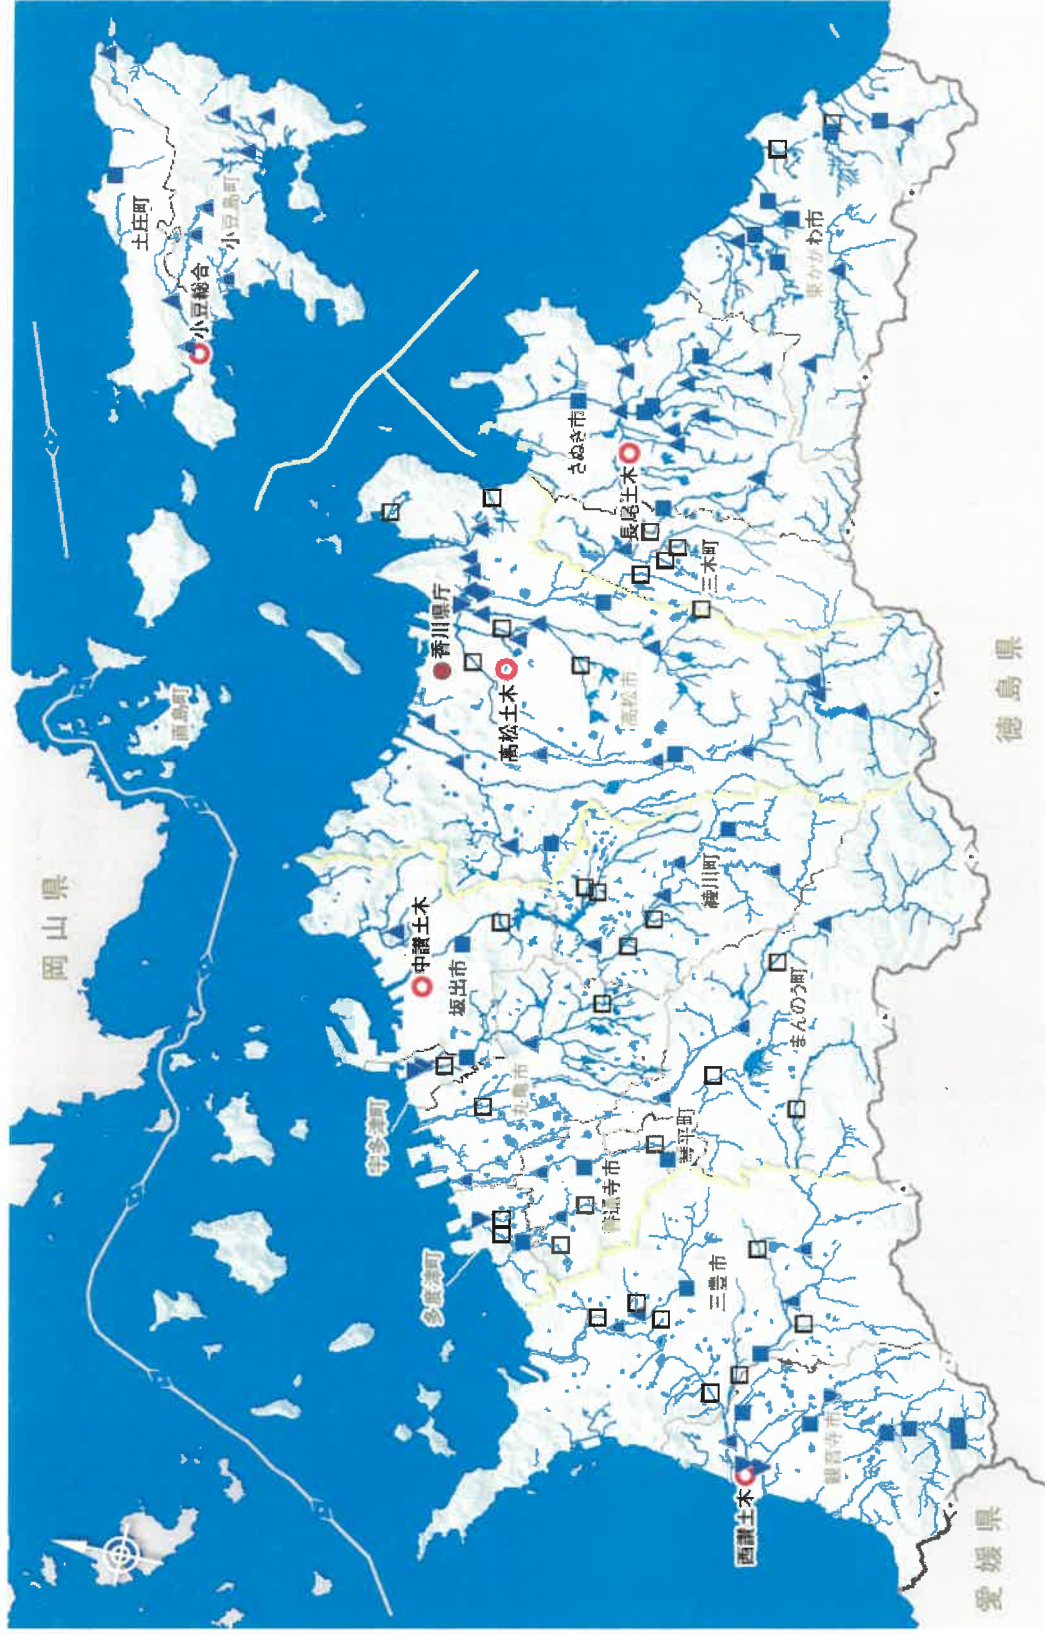 岡山県
直島町
土庄町
小豆島町
小豆総合
香川県庁
高松土木
高松市
さぬき市
長尾土木
三木町
東かがわ市
中讃土木
坂出市
宇多津町
丸亀市
多度津町
善通寺市
琴平町
綾川町
まんのう町
三豊市
西讃土木
観音寺市
愛媛県
徳島県